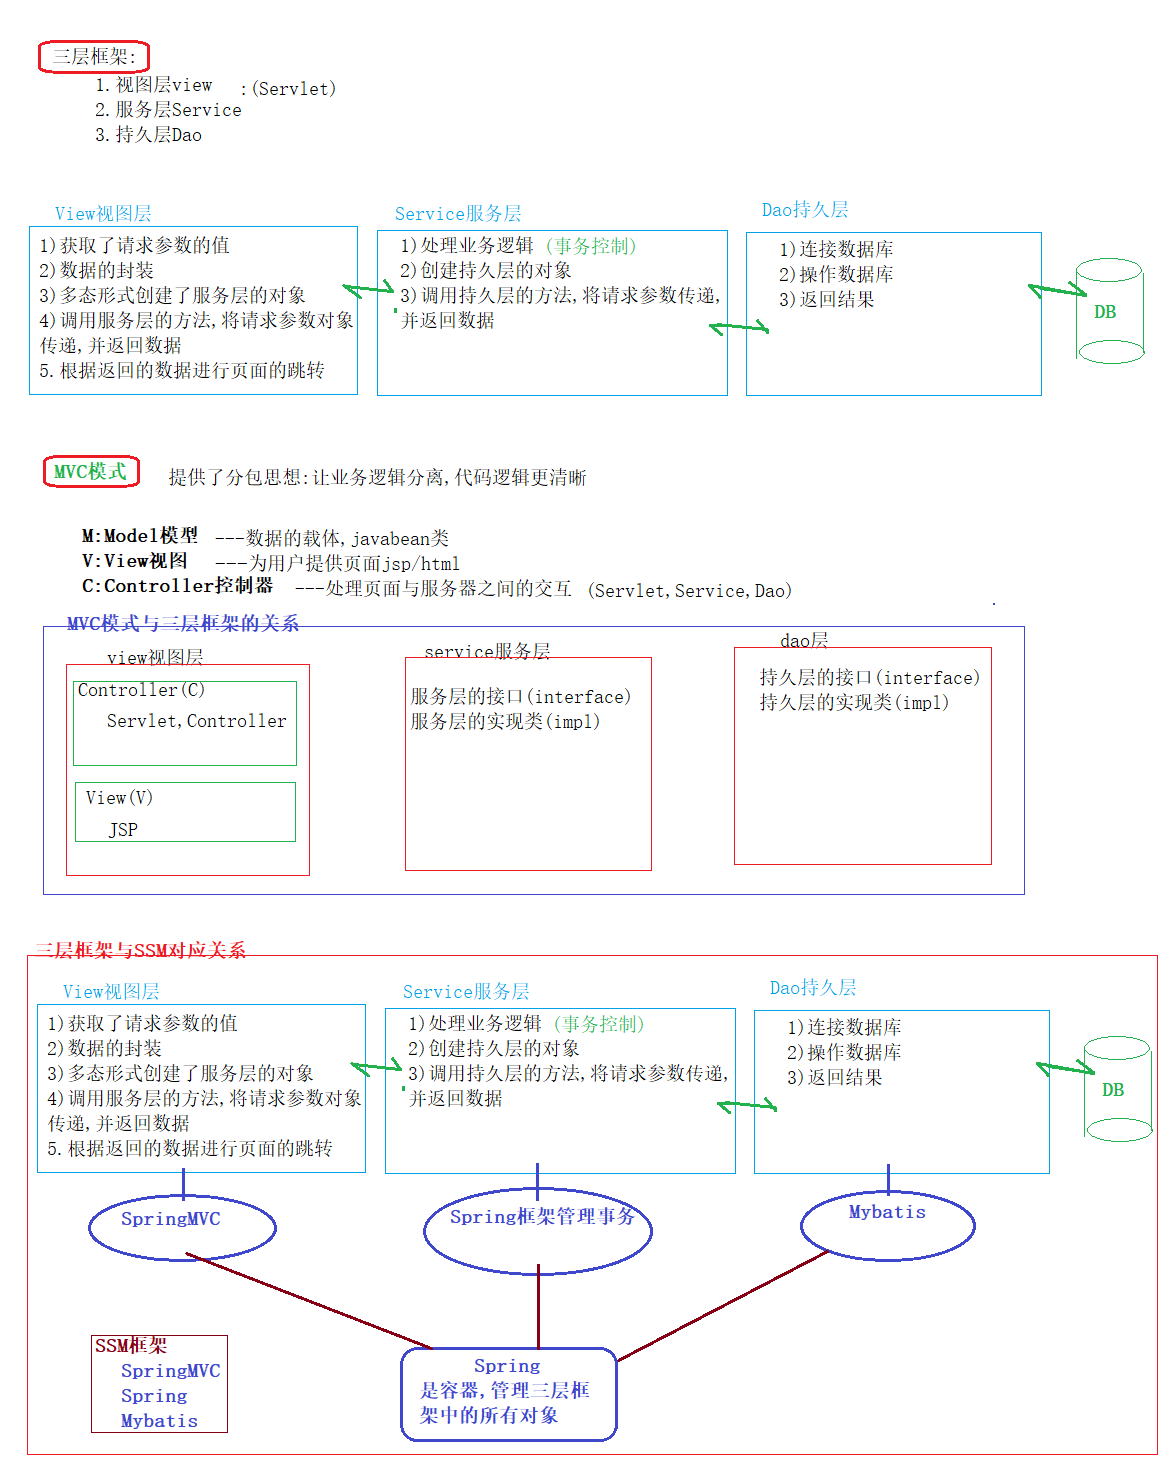 三层框架:
1.视图层view :(Servlet)
2.服务层Service
3.持久层Dao
View视图层
1)获取了请求参数的值
2)数据的封装
3)多态形式创建了服务层的对象
4)调用服务层的方法,将请求参数对象
传递,并返回数据
5.根据返回的数据进行页面的跳转
Service服务层
1)处理业务逻辑 (事务控制)
2)创建持久层的对象
3)调用持久层的方法,将请求参数传递,
并返回数据
Dao持久层
1)连接数据库
2)操作数据库
3)返回结果
DB
MVC模式 提供了分包思想:让业务逻辑分离,代码逻辑更清晰
M:Model模型 ---数据的载体,javabean类
V:View视图 ---为用户提供页面jsp/html
C:Controller控制器 ---处理页面与服务器之间的交互 (Servlet,Service,Dao)
MVC模式与三层框架的关系
view视图层
Controller(C)
Servlet,Controller
View(V)
JSP
service服务层
服务层的接口(interface)
服务层的实现类(impl)
dao层
持久层的接口(interface)
持久层的实现类(impl)
三层框架与SSM对应关系
View视图层
1)获取了请求参数的值
2)数据的封装
3)多态形式创建了服务层的对象
4)调用服务层的方法,将请求参数对象
传递,并返回数据
5.根据返回的数据进行页面的跳转
Service服务层
1)处理业务逻辑 (事务控制)
2)创建持久层的对象
3)调用持久层的方法,将请求参数传递,
并返回数据
Dao持久层
1)连接数据库
2)操作数据库
3)返回结果
DB
SpringMVC
Spring框架管理事务
Mybatis
SSM框架
SpringMVC
Spring
Mybatis
Spring
是容器,管理三层框
架中的所有对象